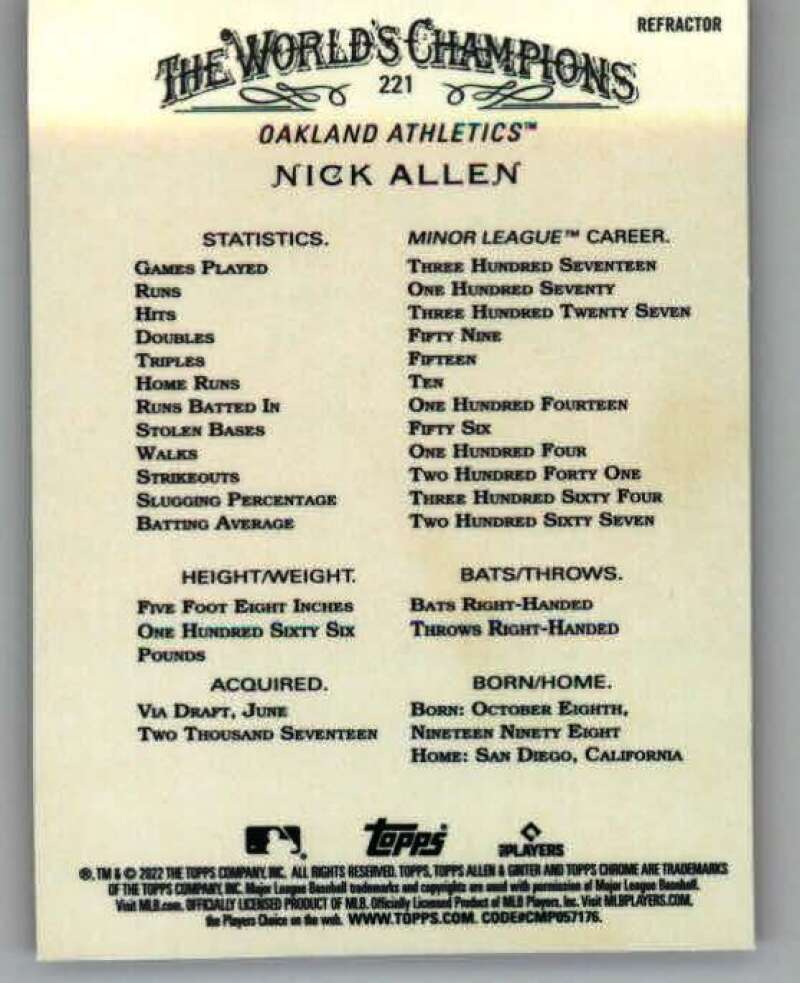 REFRACTOR
THE WORLD'S CHAMPIONS
221
OAKLAND ATHLETICS™
NICK ALLEN
STATISTICS. MINOR LEAGUE™ CAREER.
GAMES PLAYED THREE HUNDRED SEVENTEEN
RUNS ONE HUNDRED SEVENTY
HITS THREE HUNDRED TWENTY SEVEN
DOUBLES FIFTY NINE
TRIPLES FIFTEEN
HOME RUNS TEN
RUNS BATTED IN ONE HUNDRED FOURTEEN
STOLEN BASES FIFTY SIX
WALKS ONE HUNDRED FOUR
STRIKEOUTS TWO HUNDRED FORTY ONE
SLUGGING PERCENTAGE THREE HUNDRED SIXTY FOUR
BATTING AVERAGE TWO HUNDRED SIXTY SEVEN
HEIGHT/WEIGHT.
FIVE FOOT EIGHT INCHES
ONE HUNDRED SIXTY SIX
POUNDS
BATS/THROWS.
BATS RIGHT-HANDED
THROWS RIGHT-HANDED
ACQUIRED.
VIA DRAFT, JUNE
TWO THOUSAND SEVENTEEN
BORN/HOME.
BORN: OCTOBER EIGHTH,
NINETEEN NINETY EIGHT
HOME: SAN DIEGO, CALIFORNIA
Topps
PLAYERS
®, TM & © 2022 THE TOPPS COMPANY, INC. ALL RIGHTS RESERVED. TOPPS, TOPPS ALLEN & GINTER AND TOPPS CHROME ARE TRADEMARKS
OF THE TOPPS COMPANY, INC. Major League Baseball trademarks and copyrights are used with permission of Major League Baseball.
Visit MLB.com. OFFICIALLY LICENSED PRODUCT OF MLB. Officially Licensed Product of MLB Players, Inc. Visit MLBPLAYERS.COM,
the Players Choice on the web. WWW.TOPPS.COM. CODE#CMP057176.